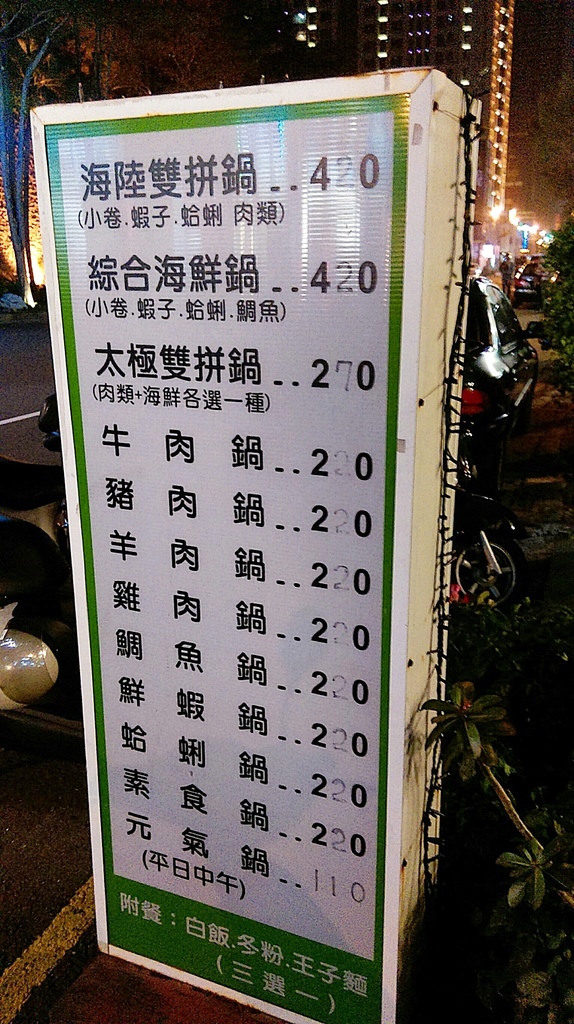 海陸雙拼鍋..420
(小卷.蝦子.蛤蜊 肉類)
綜合海鮮鍋..420
(小卷.蝦子.蛤蜊.鯛魚)
太極雙拼鍋..270
(肉類+海鮮各選一種)
牛肉鍋..220
豬肉鍋..220
羊肉鍋..220
雞肉鍋..220
鯛魚鍋..220
鮮蝦鍋..220
蛤蜊鍋..220
素食鍋..220
元氣鍋..110
(平日中午)
附餐：白飯.冬粉.王子麵
(三選一)